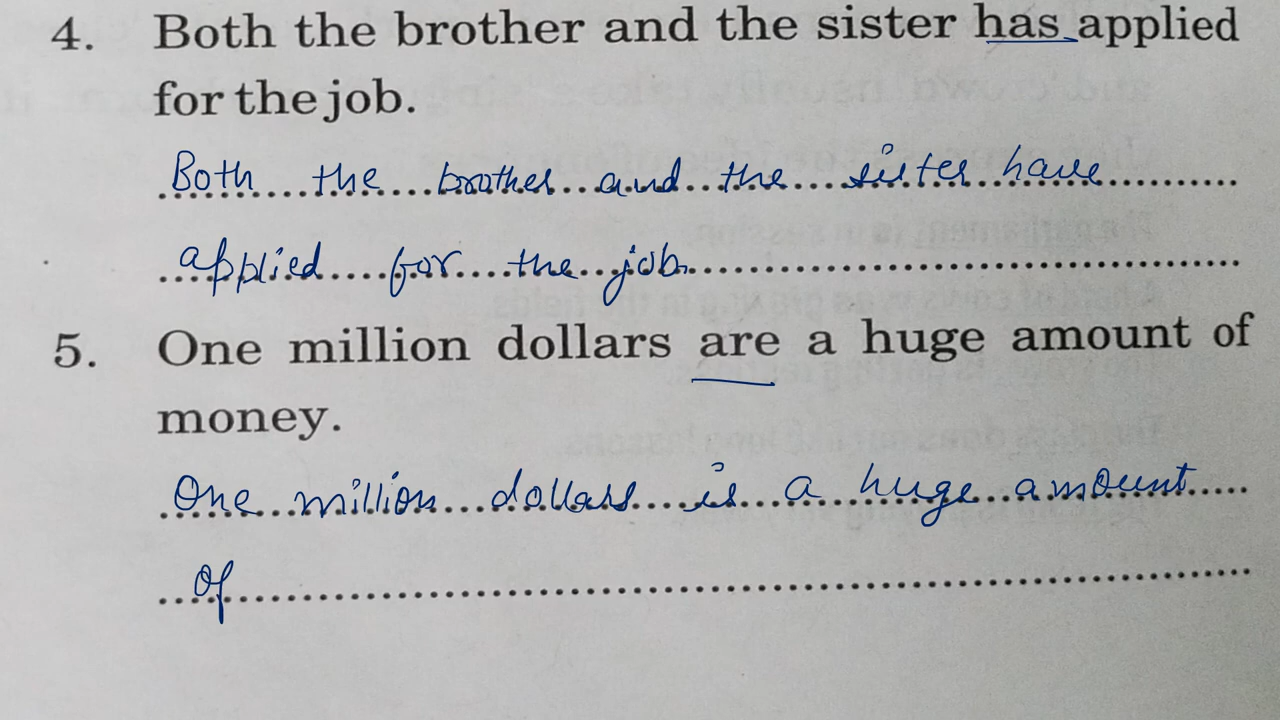 4. Both the brother and the sister has applied
for the job.
Both the brother and the sister have
applied for the job.
5. One million dollars are a huge amount of
money.
One million dollars is a huge amount
of